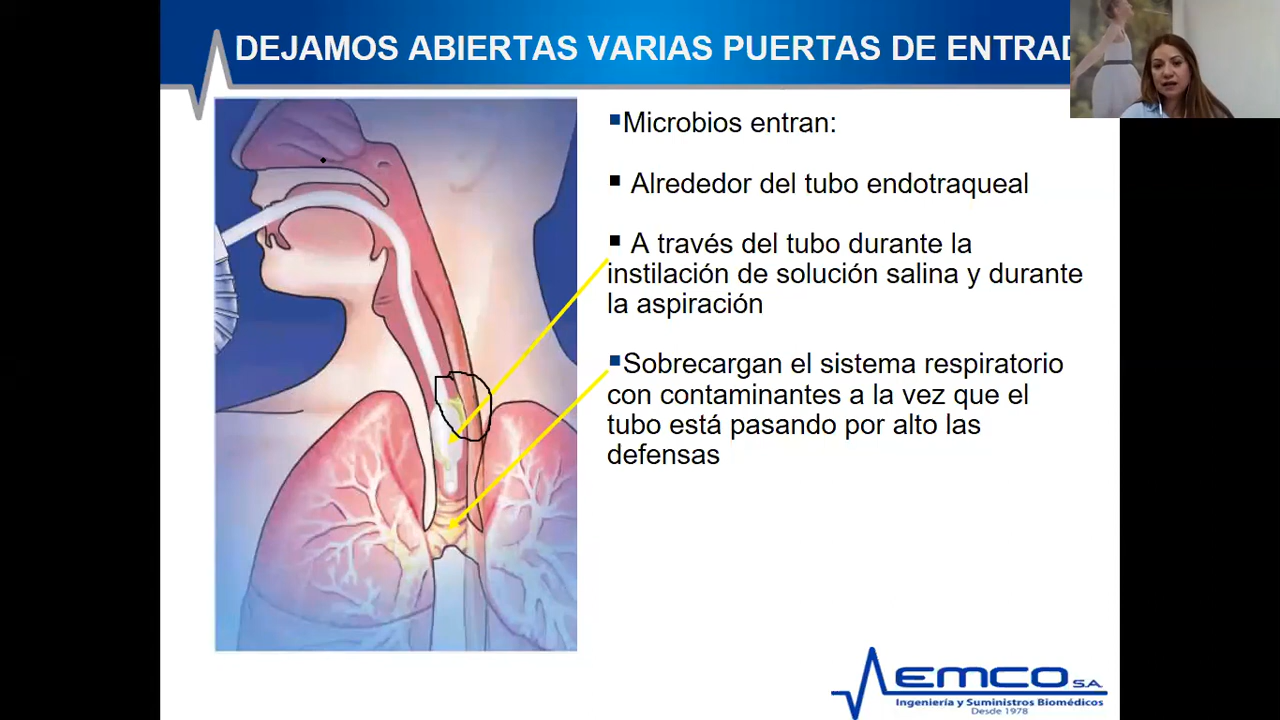 DEJAMOS ABIERTAS VARIAS PUERTAS DE
Microbios entran:
Alrededor del tubo endotraqueal
A través del tubo durante la
instilación de solución salina y durante
la aspiración
Sobrecargan el sistema respiratorio
con contaminantes a la vez que el
tubo está pasando por alto las
defensas
EMCO S.A.
Ingeniería y Suministros Biomédicos
Desde 1978